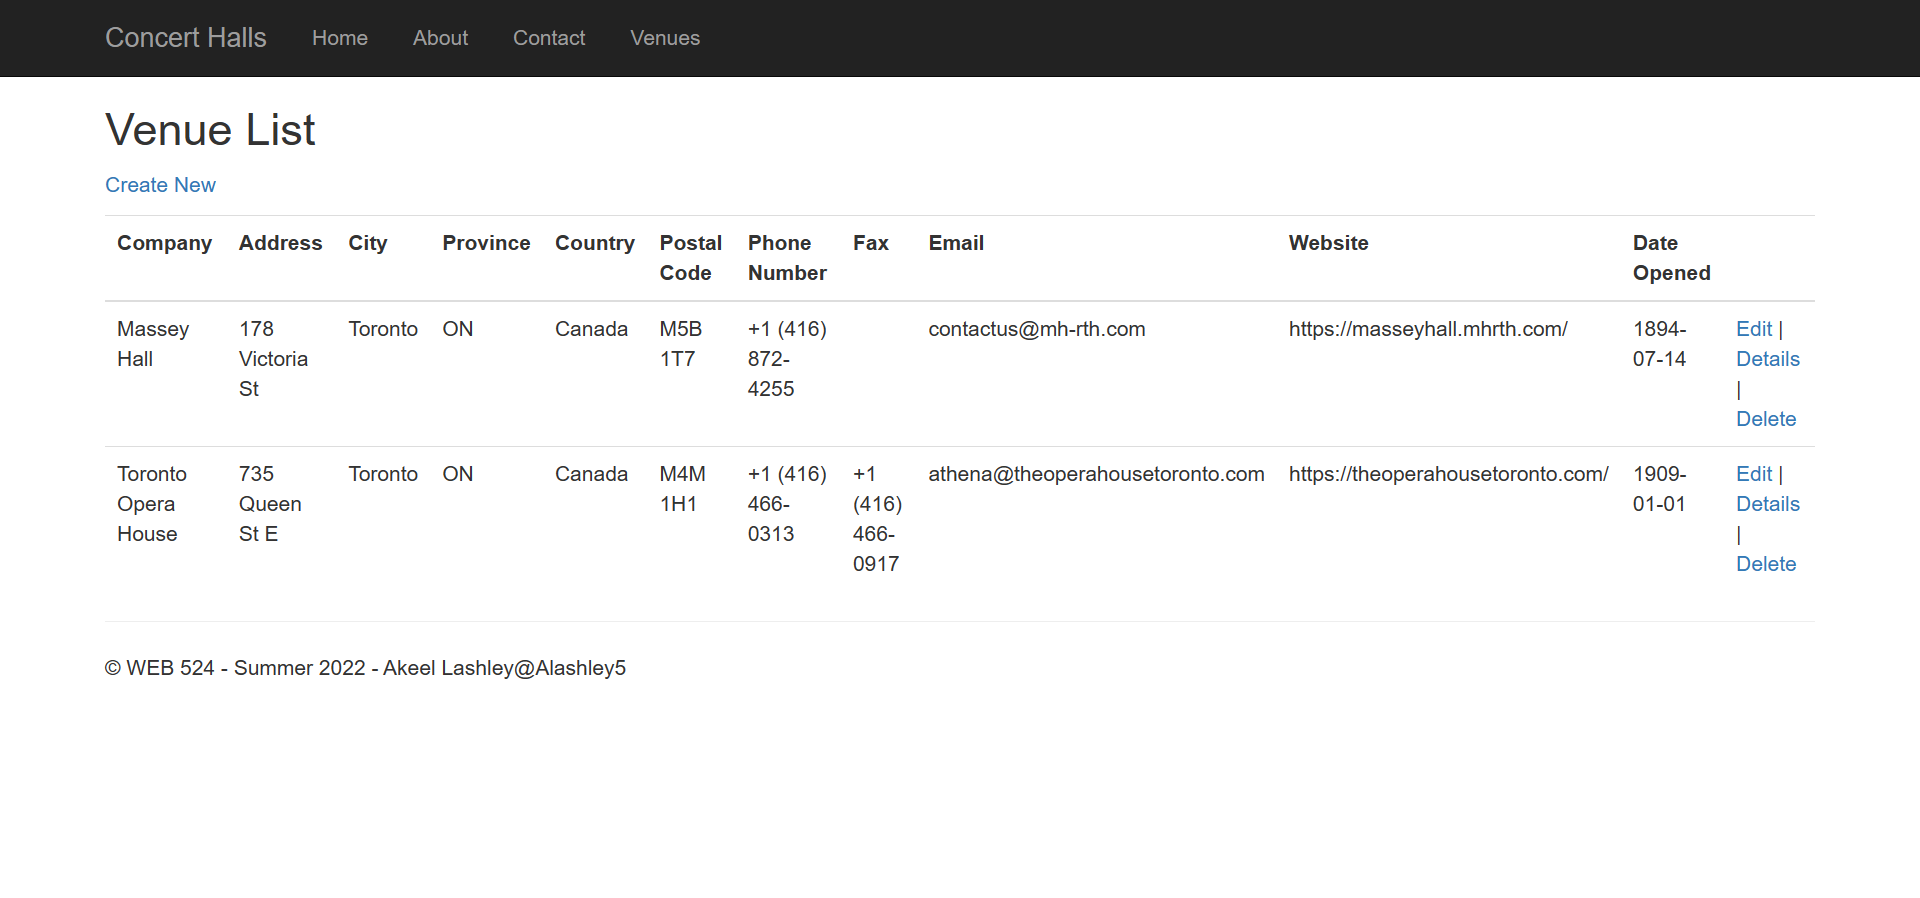 Concert Halls Home About Contact Venues
Venue List
Create New
Company Address City Province Country Postal Code Phone Number Fax Email Website Date Opened
Massey Hall 178 Victoria St Toronto ON Canada M5B 1T7 +1 (416) 872-4255 contactus@mh-rth.com https://masseyhall.mhrth.com/ 1894-07-14 Edit | Details | Delete
Toronto Opera House 735 Queen St E Toronto ON Canada M4M 1H1 +1 (416) 466-0313 +1 (416) 466-0917 athena@theoperahousetoronto.com https://theoperahousetoronto.com/ 1909-01-01 Edit | Details | Delete
© WEB 524 - Summer 2022 - Akeel Lashley@Alashley5